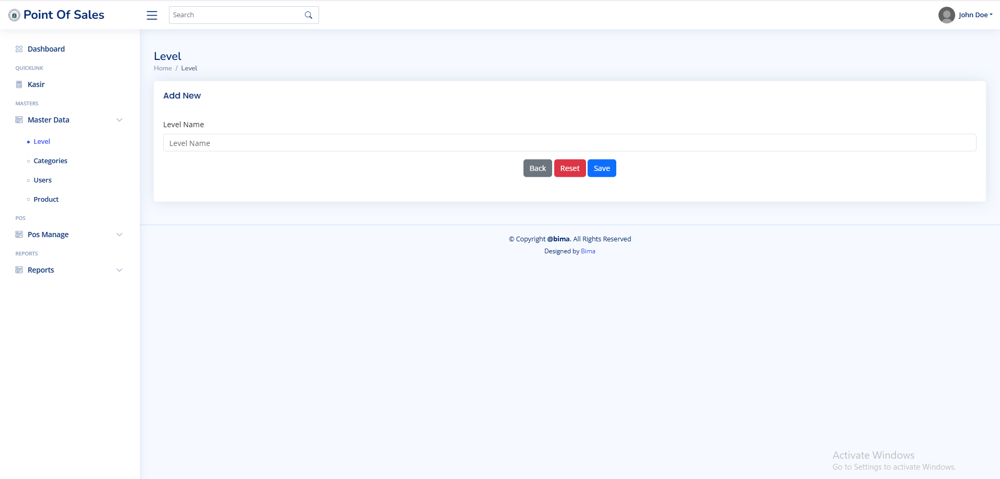 Point Of Sales
Search
John Doe
Dashboard
QUICKLINK
Kasir
MASTERS
Master Data
Level
Categories
Users
Product
POS
Pos Manage
REPORTS
Reports
Level
Home / Level
Add New
Level Name
Level Name
Back Reset Save
© Copyright @bima. All Rights Reserved
Designed by Bima
Activate Windows
Go to Settings to activate Windows.